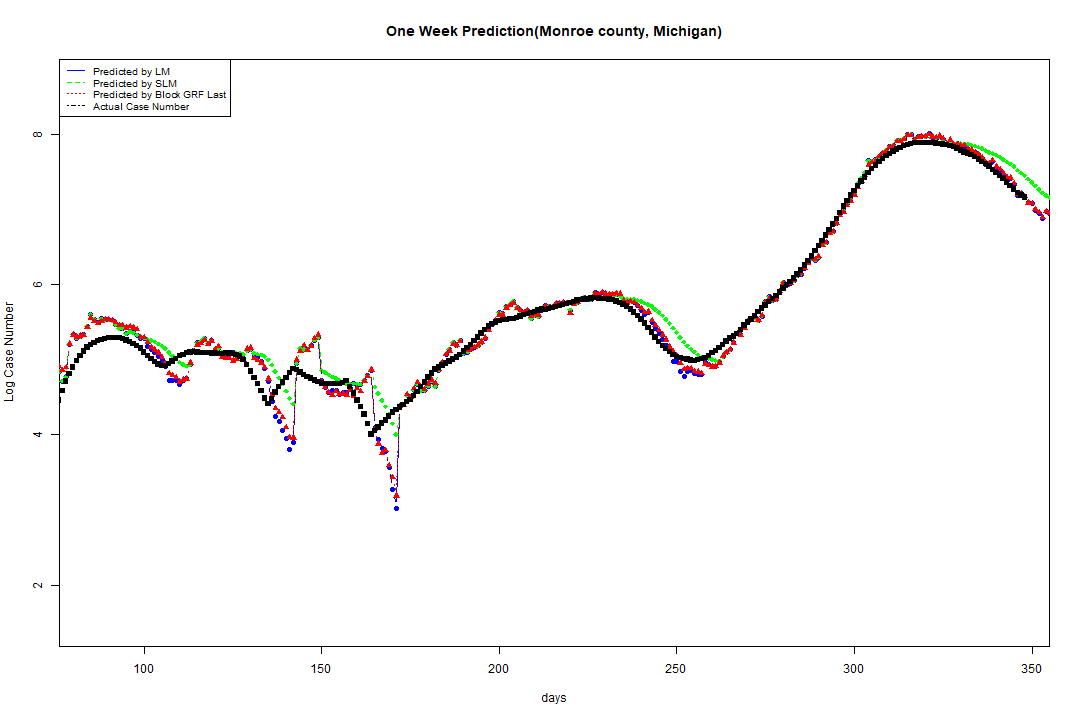 One Week Prediction(Monroe county, Michigan)
Predicted by LM
Predicted by SLM
Predicted by Block GRF Last
Actual Case Number
8
6
4
2
Log Case Number
100 150 200 250 300 350
days